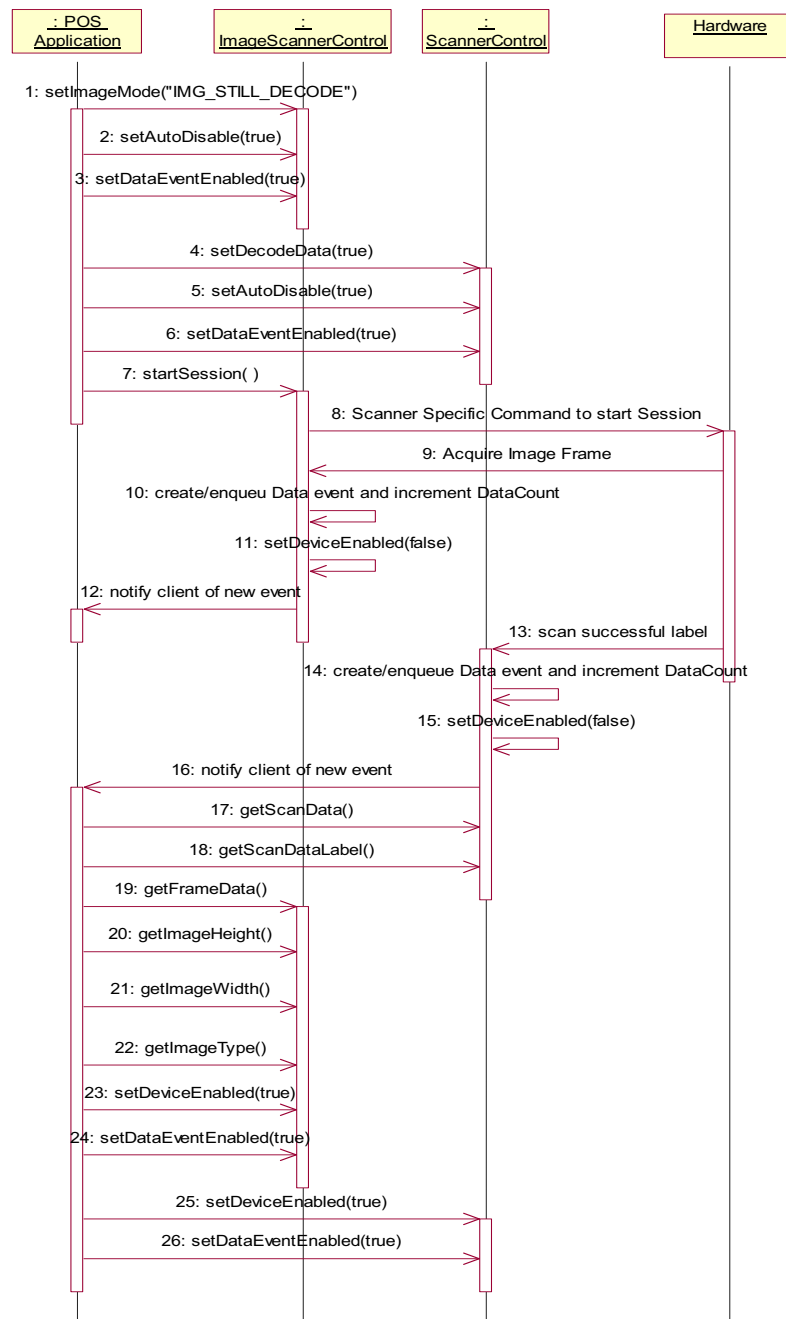 : POS
Application
:
ImageScannerControl
:
ScannerControl
Hardware
1: setImageMode("IMG_STILL_DECODE")
2: setAutoDisable(true)
3: setDataEventEnabled(true)
4: setDecodeData(true)
5: setAutoDisable(true)
6: setDataEventEnabled(true)
7: startSession( )
8: Scanner Specific Command to start Session
9: Acquire Image Frame
10: create/enqueu Data event and increment DataCount
11: setDeviceEnabled(false)
12: notify client of new event
13: scan successful label
14: create/enqueue Data event and increment DataCount
15: setDeviceEnabled(false)
16: notify client of new event
17: getScanData()
18: getScanDataLabel()
19: getFrameData()
20: getImageHeight()
21: getImageWidth()
22: getImageType()
23: setDeviceEnabled(true)
24: setDataEventEnabled(true)
25: setDeviceEnabled(true)
26: setDataEventEnabled(true)